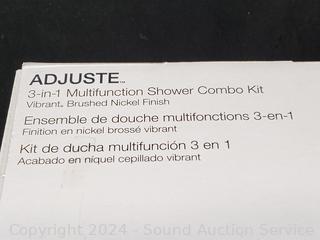 ADJUSTE™
3-in-1 Multifunction Shower Combo Kit
Vibrant® Brushed Nickel Finish
Ensemble de douche multifonctions 3-en-1
Finition en nickel brossé vibrant
Kit de ducha multifunción 3 en 1
Acabado en níquel cepillado vibrant
Copyright 2024 - Sound Auction Service